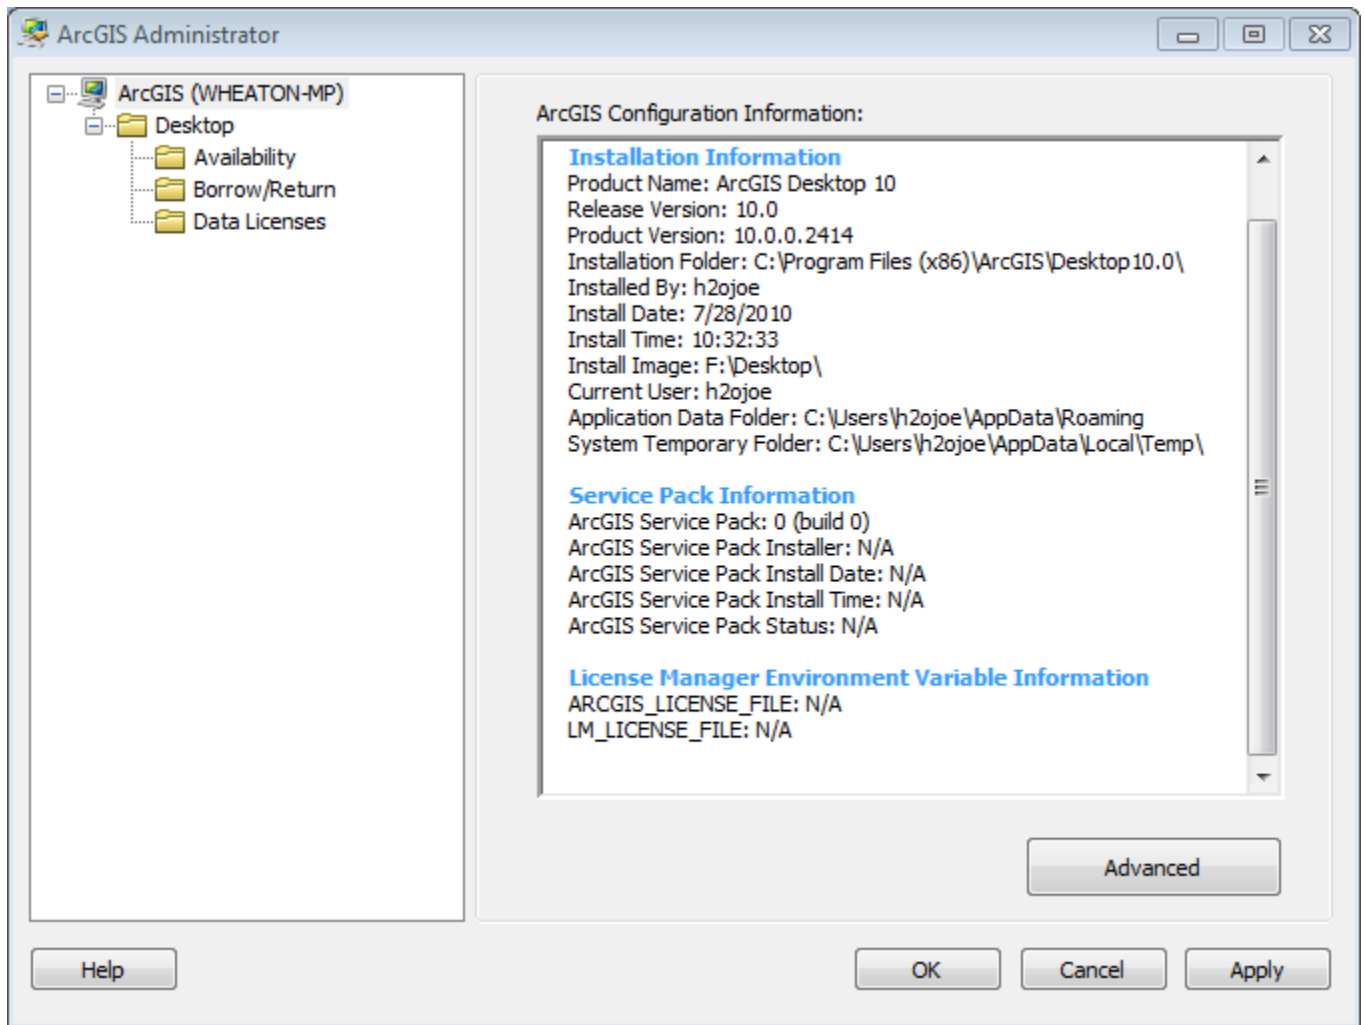 ArcGIS Administrator
ArcGIS (WHEATON-MP)
Desktop
Availability
Borrow/Return
Data Licenses
ArcGIS Configuration Information:
Installation Information
Product Name: ArcGIS Desktop 10
Release Version: 10.0
Product Version: 10.0.0.2414
Installation Folder: C:\Program Files (x86)\ArcGIS\Desktop10.0\
Installed By: h2ojoe
Install Date: 7/28/2010
Install Time: 10:32:33
Install Image: F:\Desktop\
Current User: h2ojoe
Application Data Folder: C:\Users\h2ojoe\AppData\Roaming
System Temporary Folder: C:\Users\h2ojoe\AppData\Local\Temp\
Service Pack Information
ArcGIS Service Pack: 0 (build 0)
ArcGIS Service Pack Installer: N/A
ArcGIS Service Pack Install Date: N/A
ArcGIS Service Pack Install Time: N/A
ArcGIS Service Pack Status: N/A
License Manager Environment Variable Information
ARCGIS_LICENSE_FILE: N/A
LM_LICENSE_FILE: N/A
Advanced
Help
OK
Cancel
Apply